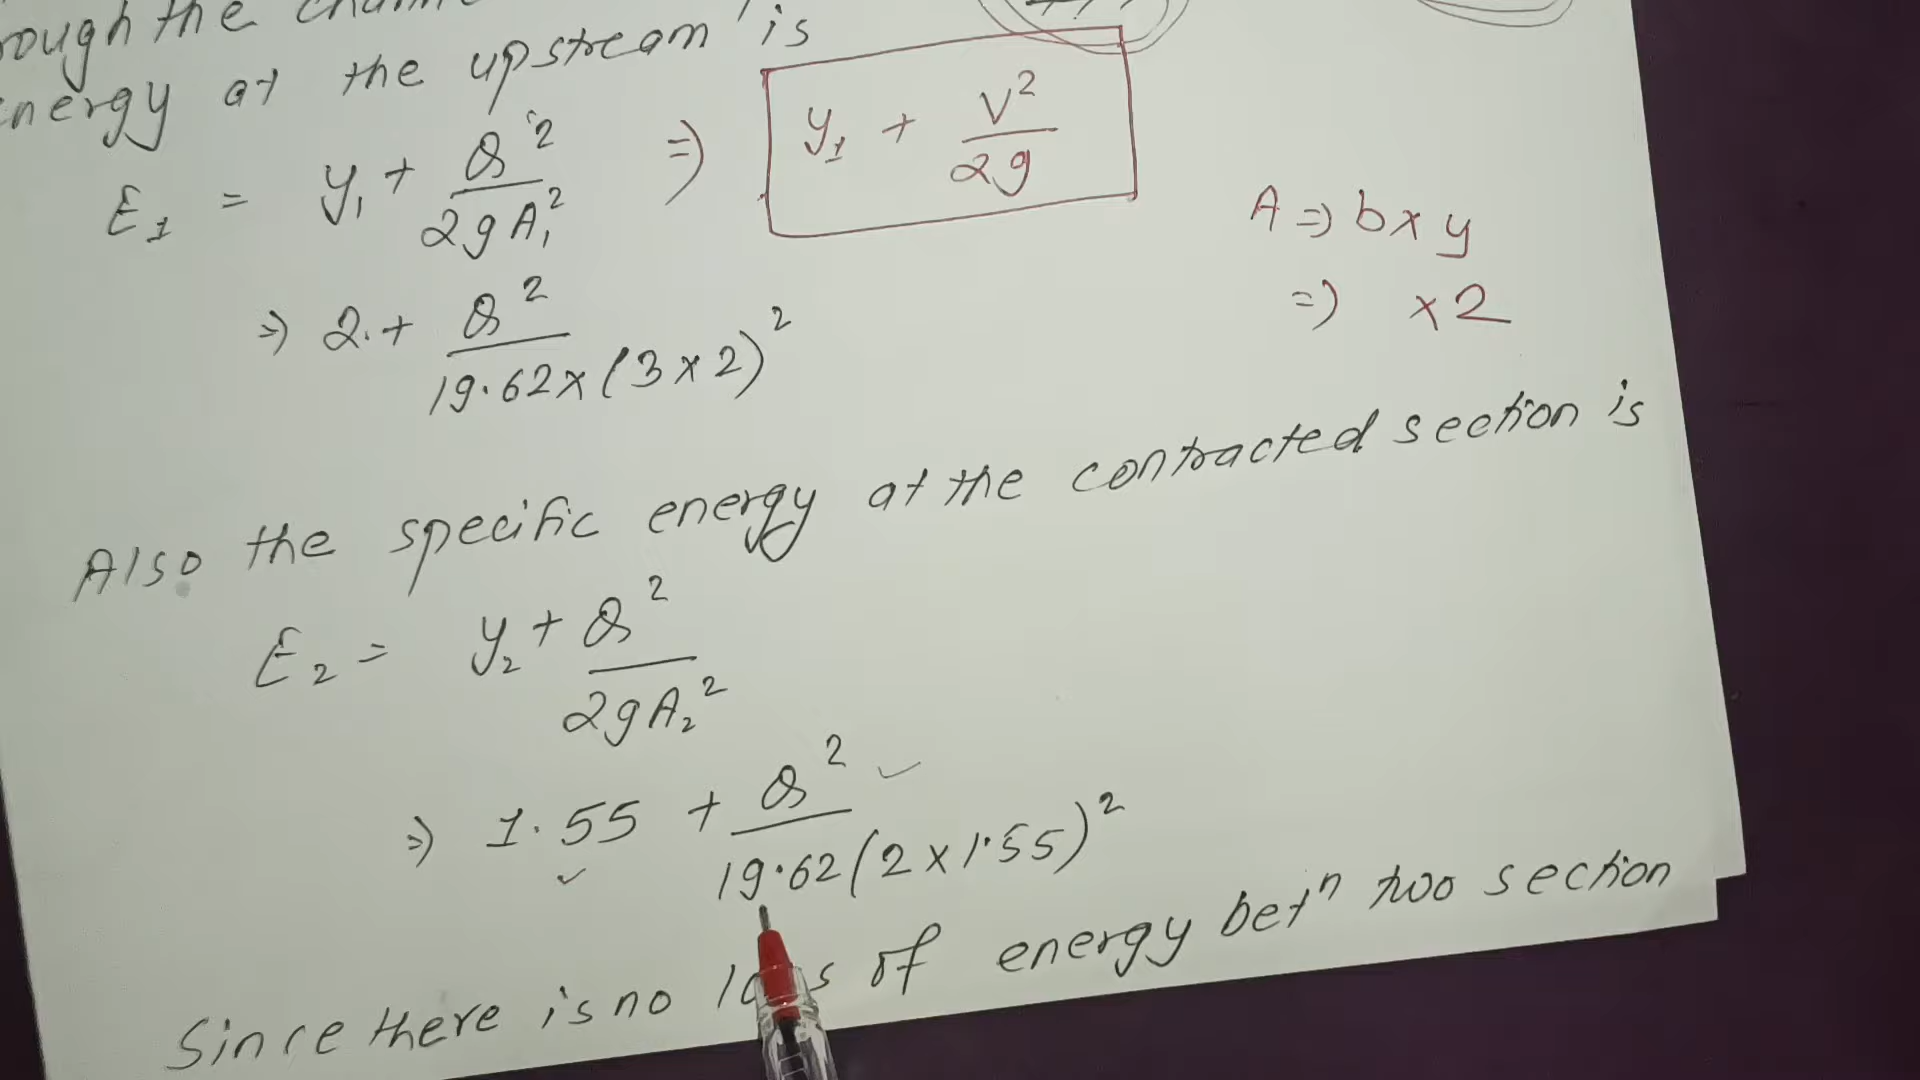 the
energy at the upstream is
E₁ = y₁ + Q² / 2gA₁² ⇒ y₁ + V² / 2g
A ⇒ b x y
⇒ x 2
⇒ 2. + Q² / 19.62 x (3 x 2)²
Also the specific energy at the contracted section is
E₂ = y₂ + Q² / 2gA₂²
⇒ 1.55 + Q² / 19.62 (2 x 1.55)²
Since there is no of energy betⁿ two section